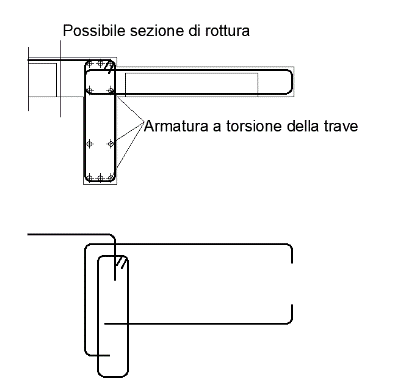 Possibile sezione di rottura
Armatura a torsione della trave